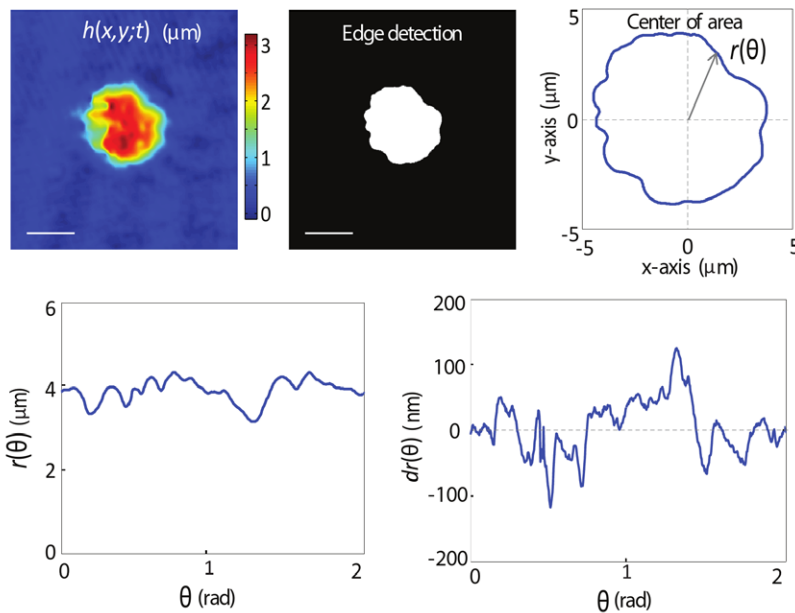 h(x,y;t) (μm)
3
2
1
0
Edge detection
5
0
-5
y-axis (μm)
Center of area
r(θ)
-5
0
5
x-axis (μm)
6
4
2
0
r(θ) (μm)
0
1
2
θ (rad)
200
100
0
-100
-200
dr(θ) (nm)
0
1
2
θ (rad)